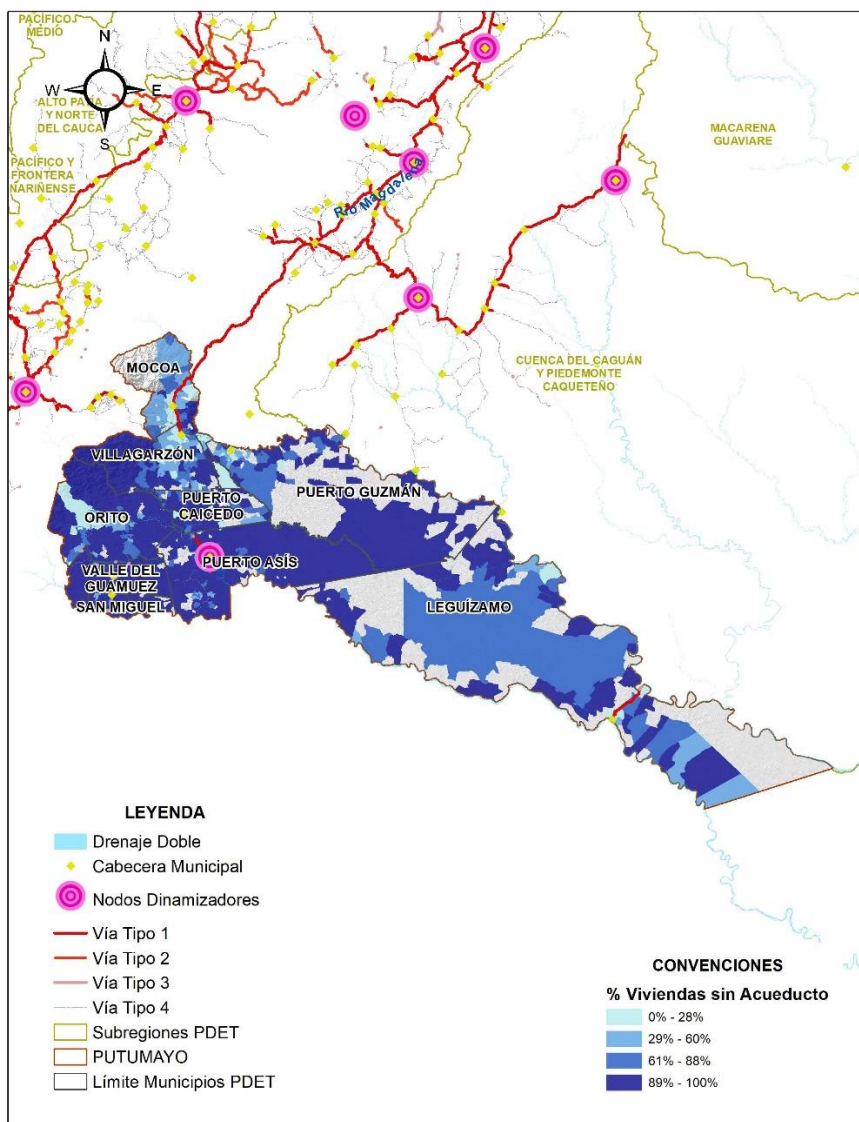 PACÍFICO
MEDIO
N
W
E
S
ALTO PATÍA
Y NORTE
DEL CAUCA
PACÍFICO Y
FRONTERA
NARIÑENSE
MACARENA
GUAVIARE
Río Magdalena
CUENCA DEL CAGUÁN
Y PIEDEMONTE
CAQUETEÑO
MOCOA
VILLAGARZÓN
PUERTO GUZMÁN
PUERTO
CAICEDO
ORITO
PUERTO ASÍS
VALLE DEL
GUAMUEZ
SAN MIGUEL
LEGUÍZAMO
LEYENDA
Drenaje Doble
Cabecera Municipal
Nodos Dinamizadores
Vía Tipo 1
Vía Tipo 2
Vía Tipo 3
Vía Tipo 4
Subregiones PDET
PUTUMAYO
Límite Municipios PDET
CONVENCIONES
% Viviendas sin Acueducto
0% - 28%
29% - 60%
61% - 88%
89% - 100%